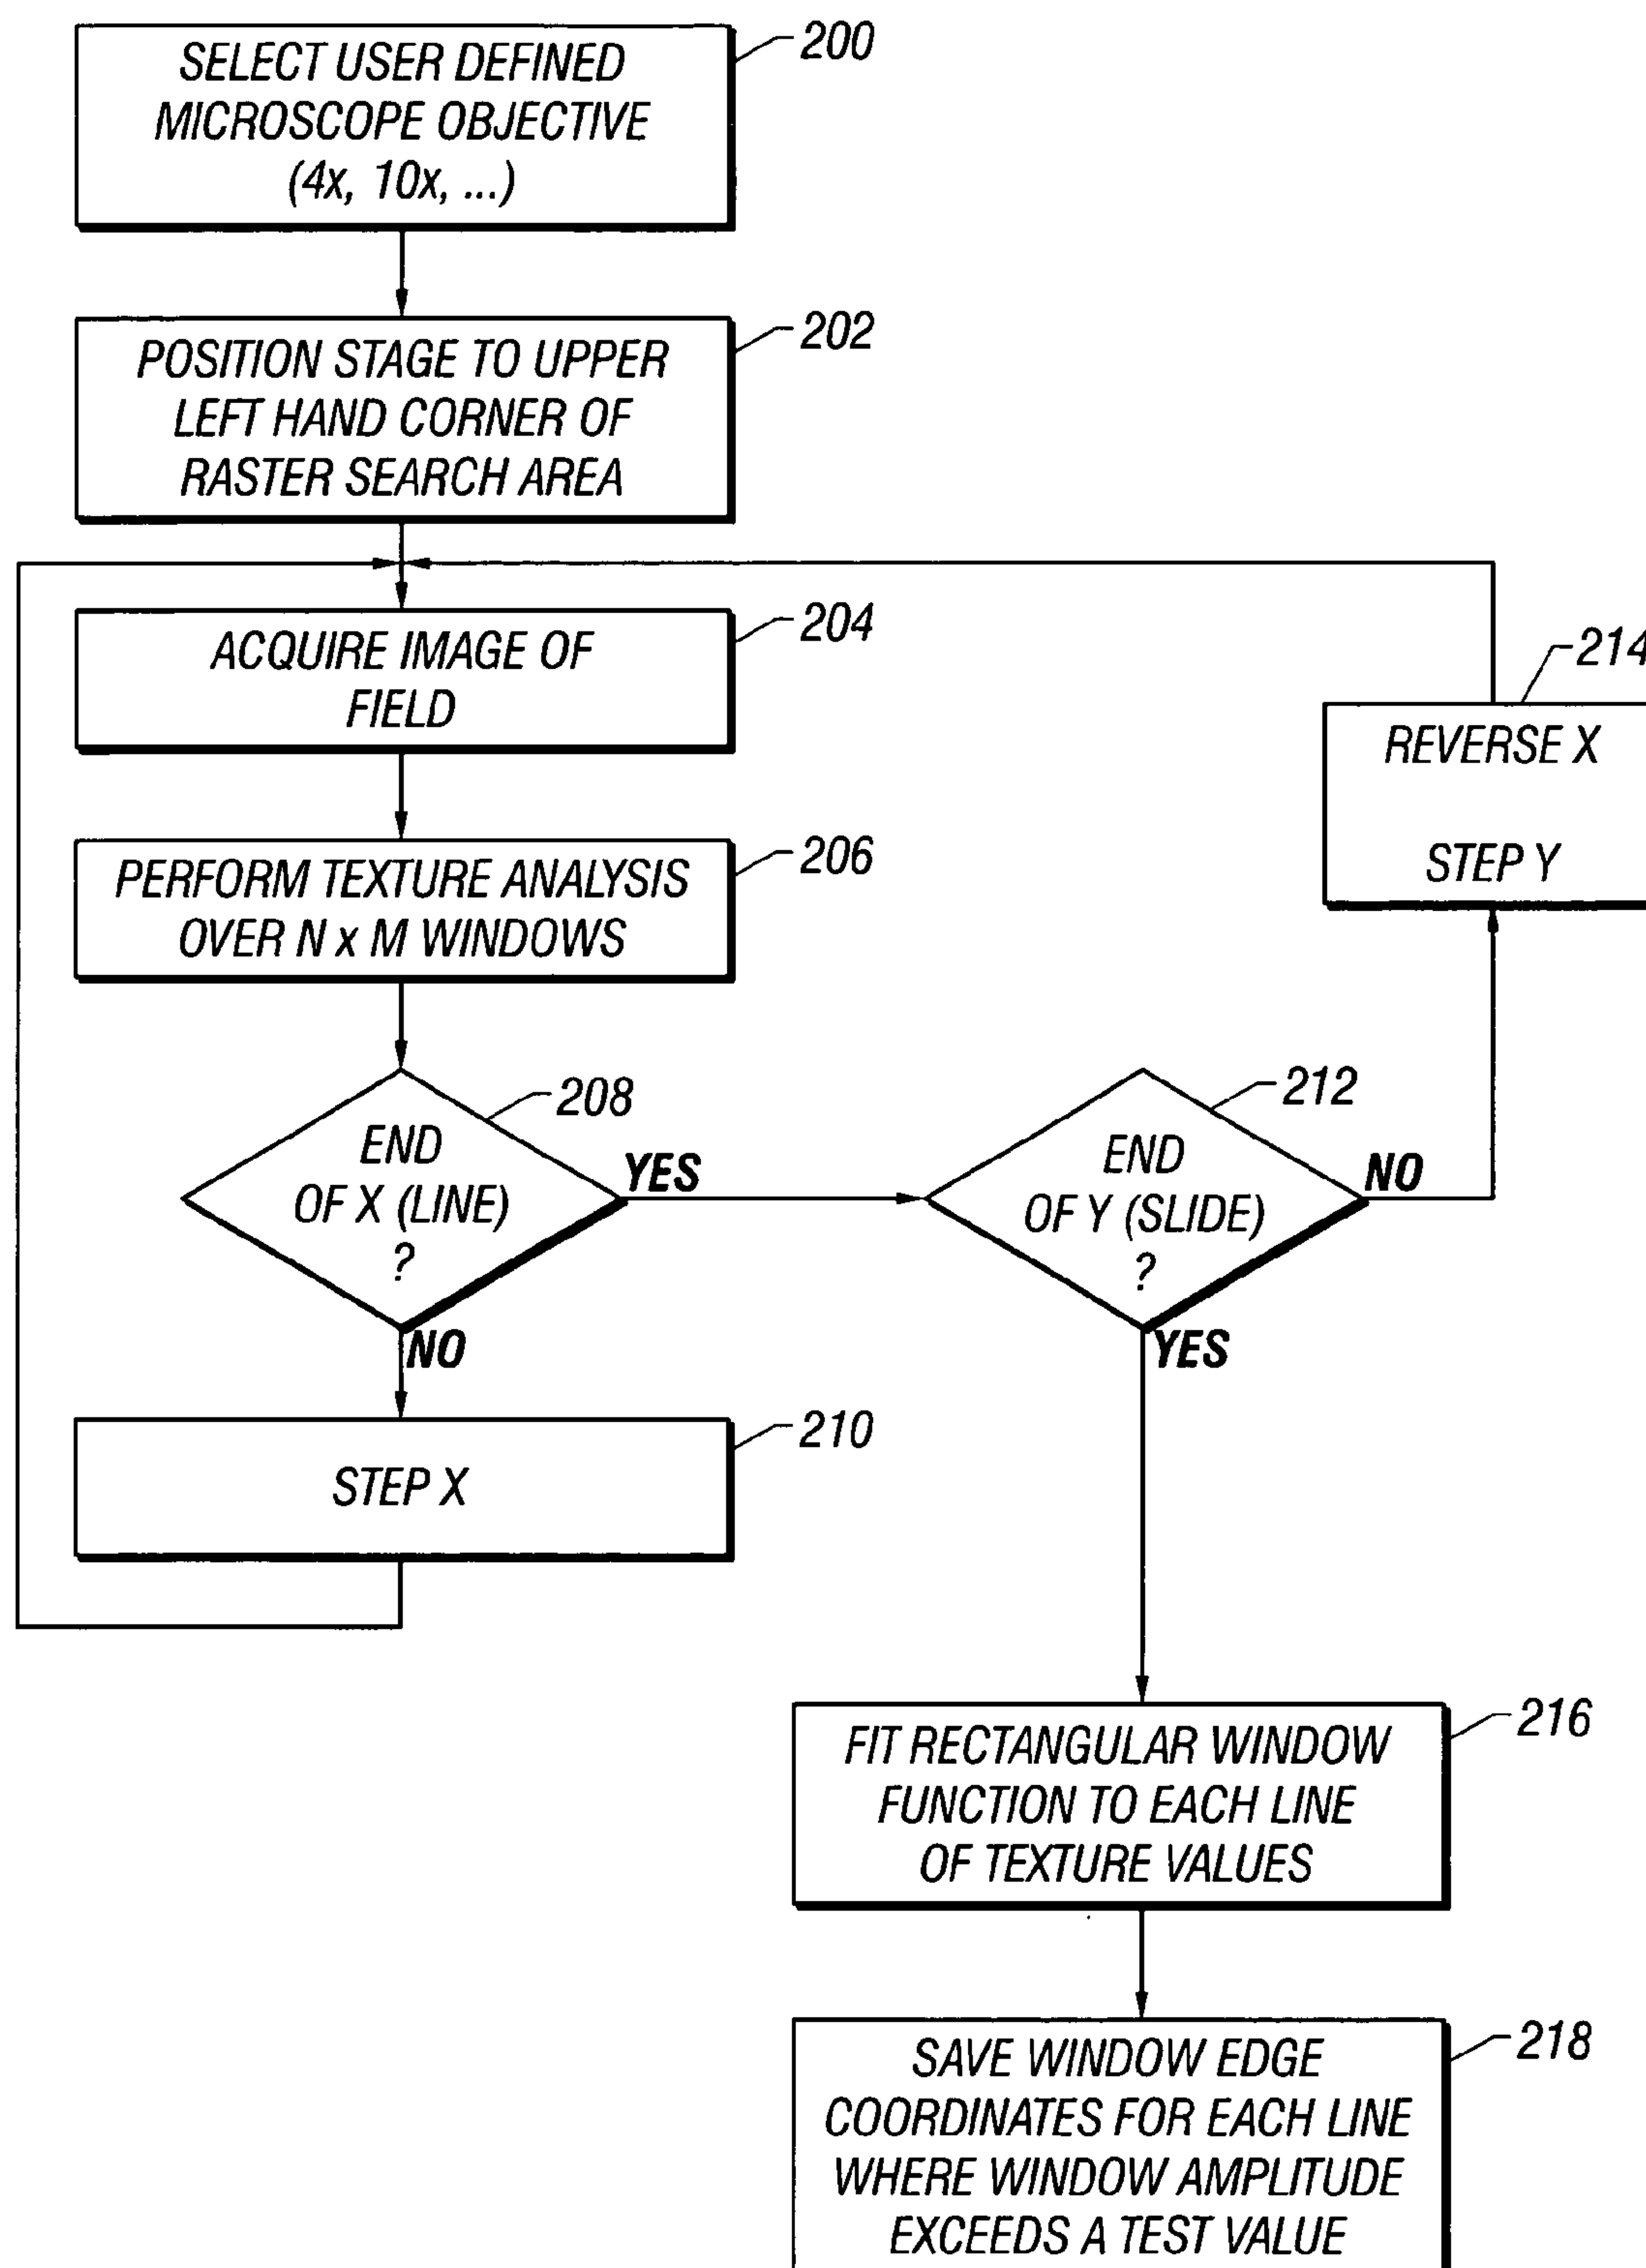 200
SELECT USER DEFINED
MICROSCOPE OBJECTIVE
(4x, 10x, ...)
202
POSITION STAGE TO UPPER
LEFT HAND CORNER OF
RASTER SEARCH AREA
204
ACQUIRE IMAGE OF
FIELD
214
REVERSE X
STEP Y
206
PERFORM TEXTURE ANALYSIS
OVER N x M WINDOWS
208
END
OF X (LINE)
?
YES
NO
212
END
OF Y (SLIDE)
?
NO
YES
210
STEP X
216
FIT RECTANGULAR WINDOW
FUNCTION TO EACH LINE
OF TEXTURE VALUES
218
SAVE WINDOW EDGE
COORDINATES FOR EACH LINE
WHERE WINDOW AMPLITUDE
EXCEEDS A TEST VALUE